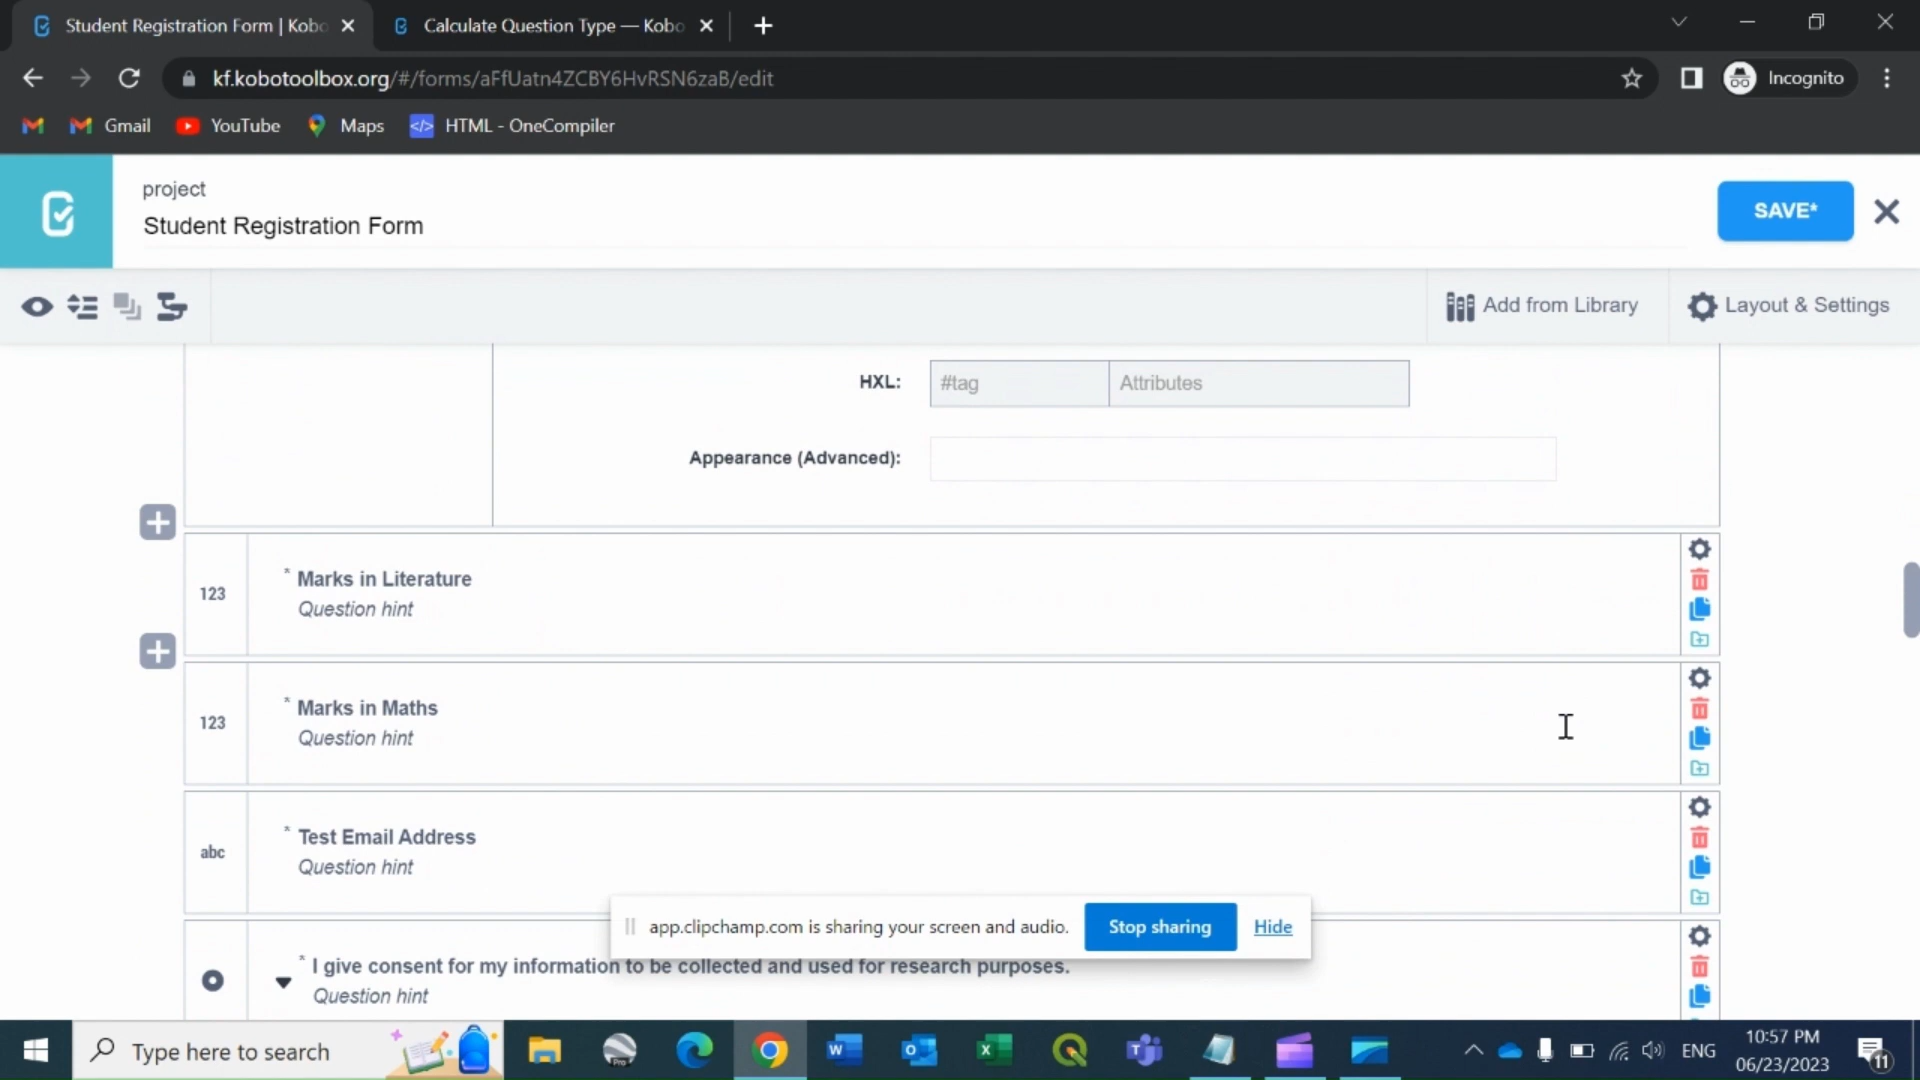 Student Registration Form | Kobo
Calculate Question Type — Kobo
kf.kobotoolbox.org/#/forms/aFfUatn4ZCBY6HvRSN6zaB/edit
Incognito
Gmail
YouTube
Maps
HTML - OneCompiler
project
Student Registration Form
SAVE*
Add from Library
Layout & Settings
HXL:
#tag
Attributes
Appearance (Advanced):
123
* Marks in Literature
Question hint
123
* Marks in Maths
Question hint
abc
* Test Email Address
Question hint
app.clipchamp.com is sharing your screen and audio.
Stop sharing
Hide
* I give consent for my information to be collected and used for research purposes.
Question hint
Type here to search
ENG
10:57 PM
06/23/2023
11